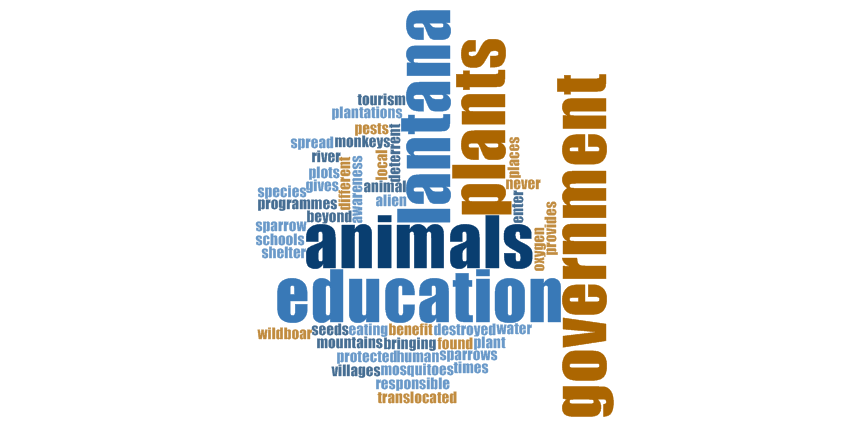 lantana
plants
government
tourism
plantations
pests
deterrent
spread
monkeys
local
places
river
different
awareness
plots
gives
animal
never
species
alien
enter
programmes
beyond
provides
sparrow
animals
oxygen
schools
shelter
education
wildboar
seeds
eating
benefit
destroyed
water
mountains
bringing
found
plant
protected
human
sparrows
villages
mosquitoes
times
responsible
translocated